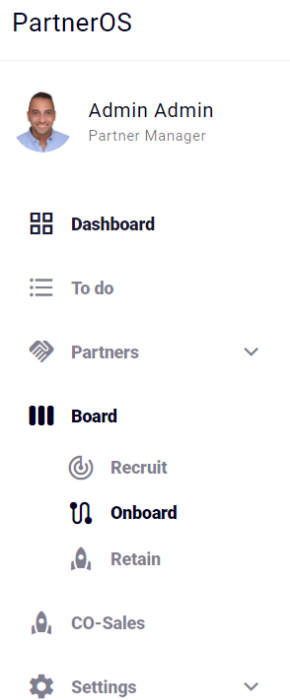 PartnerOS
Admin Admin
Partner Manager
Dashboard
To do
Partners
Board
Recruit
Onboard
Retain
CO-Sales
Settings